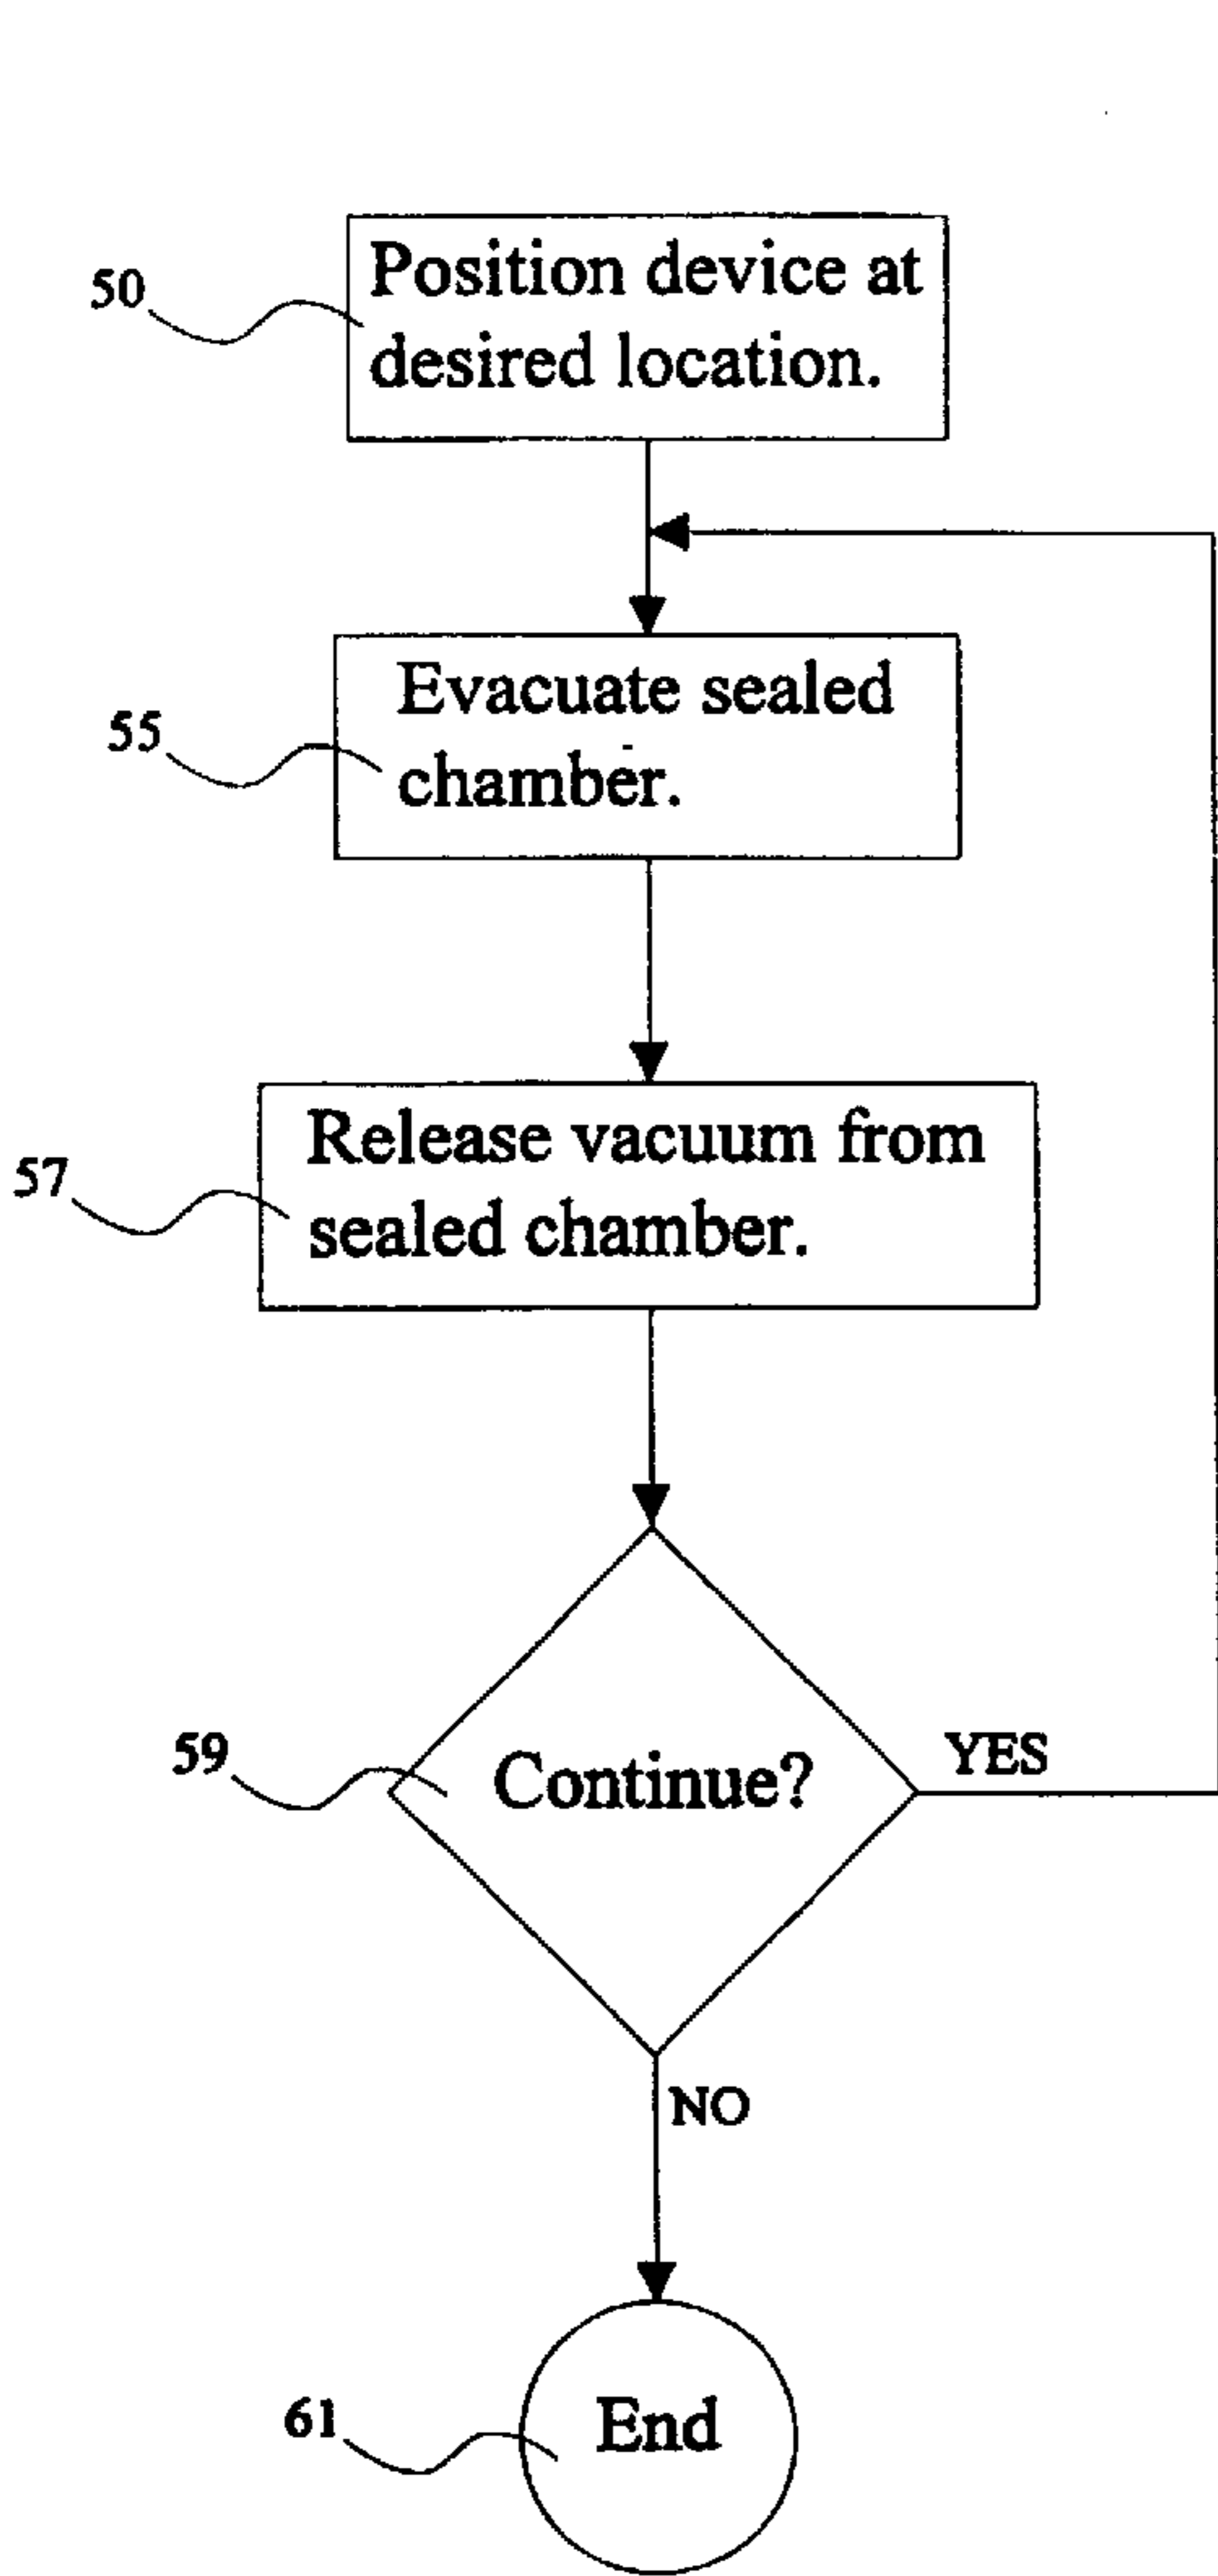 50
Position device at
desired location.
55
Evacuate sealed
chamber.
57
Release vacuum from
sealed chamber.
59
Continue?
YES
NO
61
End